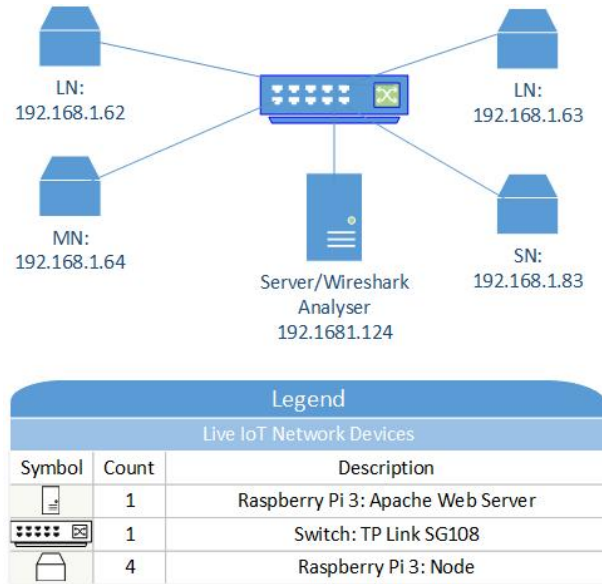 LN:
192.168.1.62
LN:
192.168.1.63
MN:
192.168.1.64
SN:
192.168.1.83
Server/Wireshark
Analyser
192.1681.124
Legend
Live IoT Network Devices
Symbol Count Description
1 Raspberry Pi 3: Apache Web Server
1 Switch: TP Link SG108
4 Raspberry Pi 3: Node